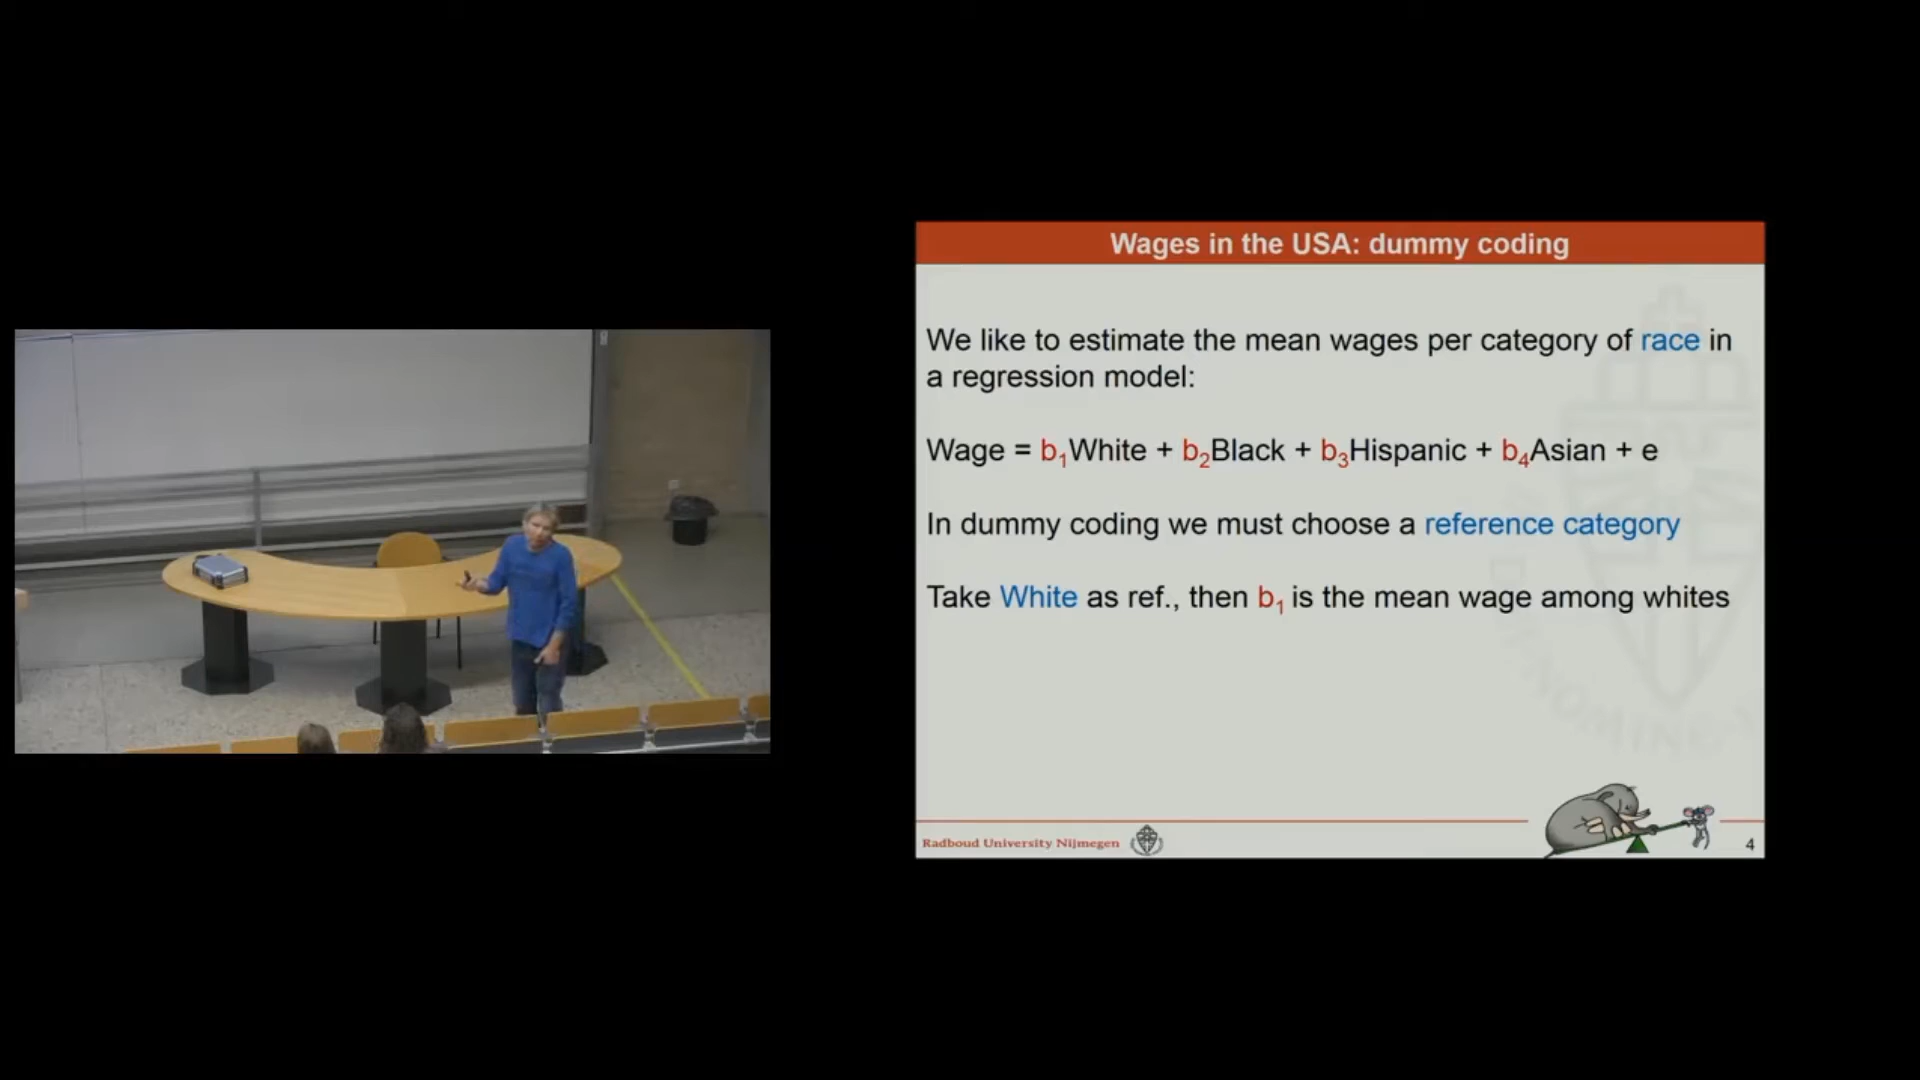 Wages in the USA: dummy coding
We like to estimate the mean wages per category of race in
a regression model:
Wage = b₁White + b₂Black + b₃Hispanic + b₄Asian + e
In dummy coding we must choose a reference category
Take White as ref., then b₁ is the mean wage among whites
Radboud University Nijmegen
4